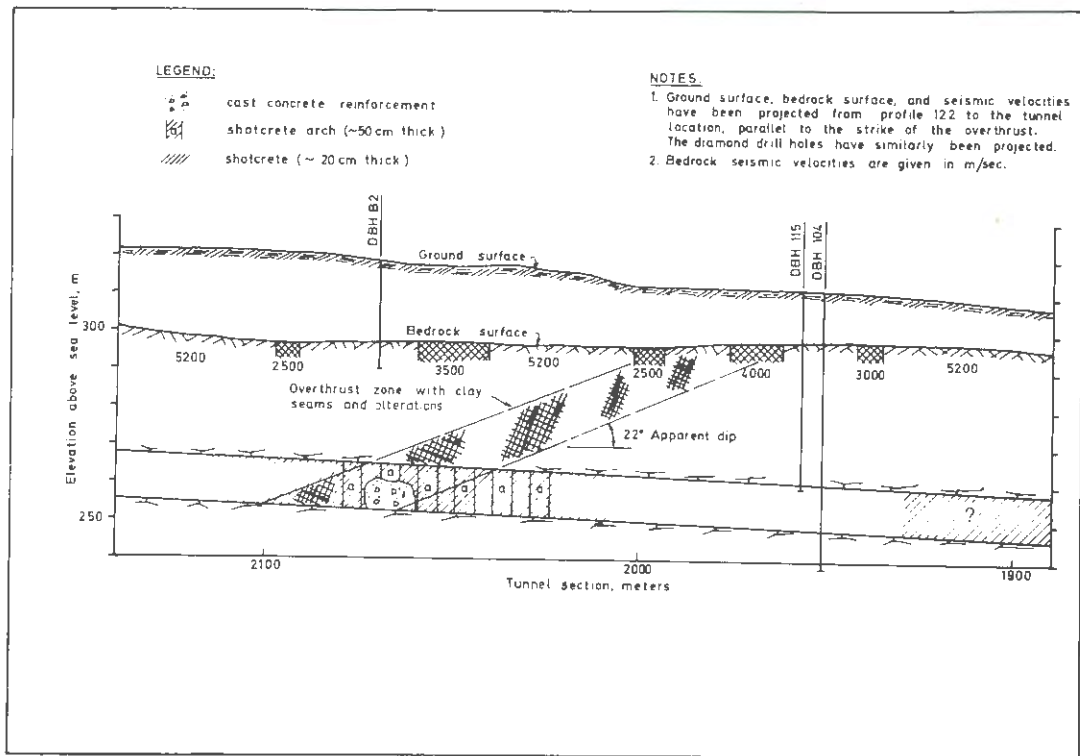 LEGEND:
cast concrete reinforcement
shotcrete arch (~50 cm thick)
shotcrete (~ 20 cm thick)
NOTES.
1. Ground surface, bedrock surface, and seismic velocities
have been projected from profile 122 to the tunnel
location, parallel to the strike of the overthrust.
The diamond drill holes have similarly been projected.
2. Bedrock seismic velocities are given in m/sec.
DBH B2
DBH 115
DBH 104
Ground surface
Elevation above sea level, m
300
250
Bedrock surface
5200
2500
3500
5200
2500
4000
3000
5200
Overthrust zone with clay
seams and alterations
22° Apparent dip
a
a
a
a
a
a
a
?
2100
2000
1900
Tunnel section, meters